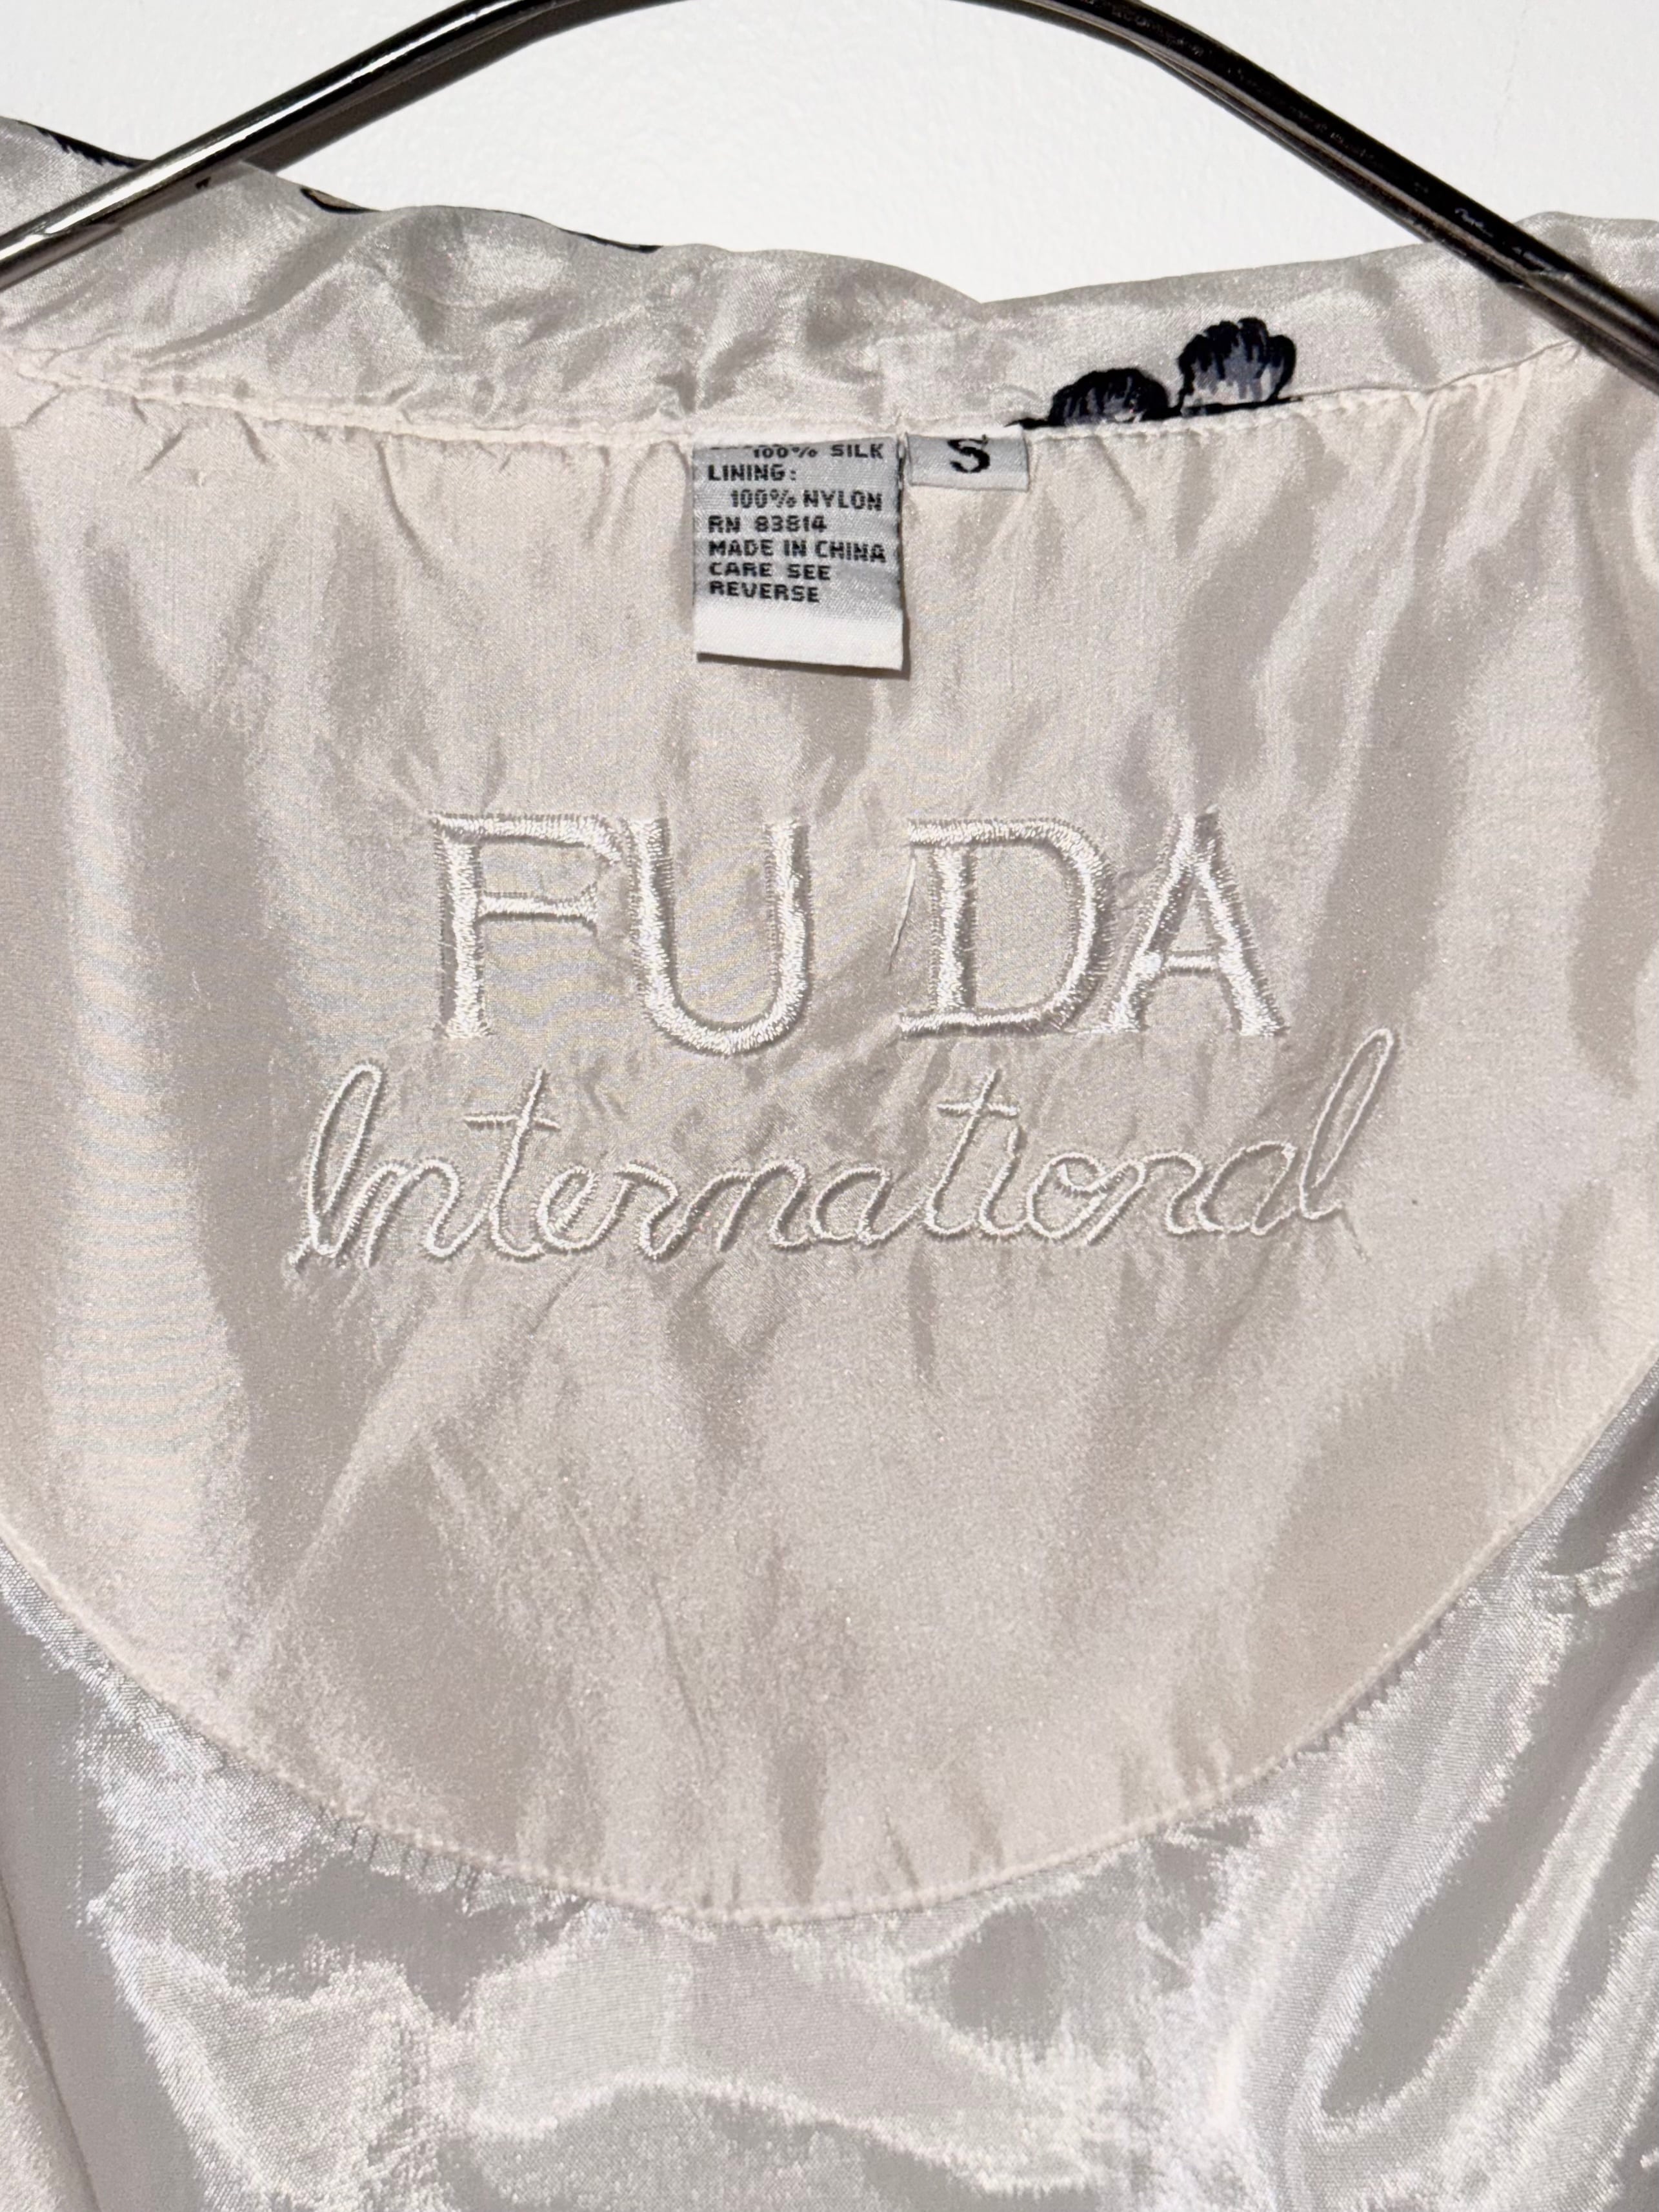 100% SILK
LINING:
100% NYLON
RN 83814
MADE IN CHINA
CARE SEE
REVERSE
S
FU DA
International